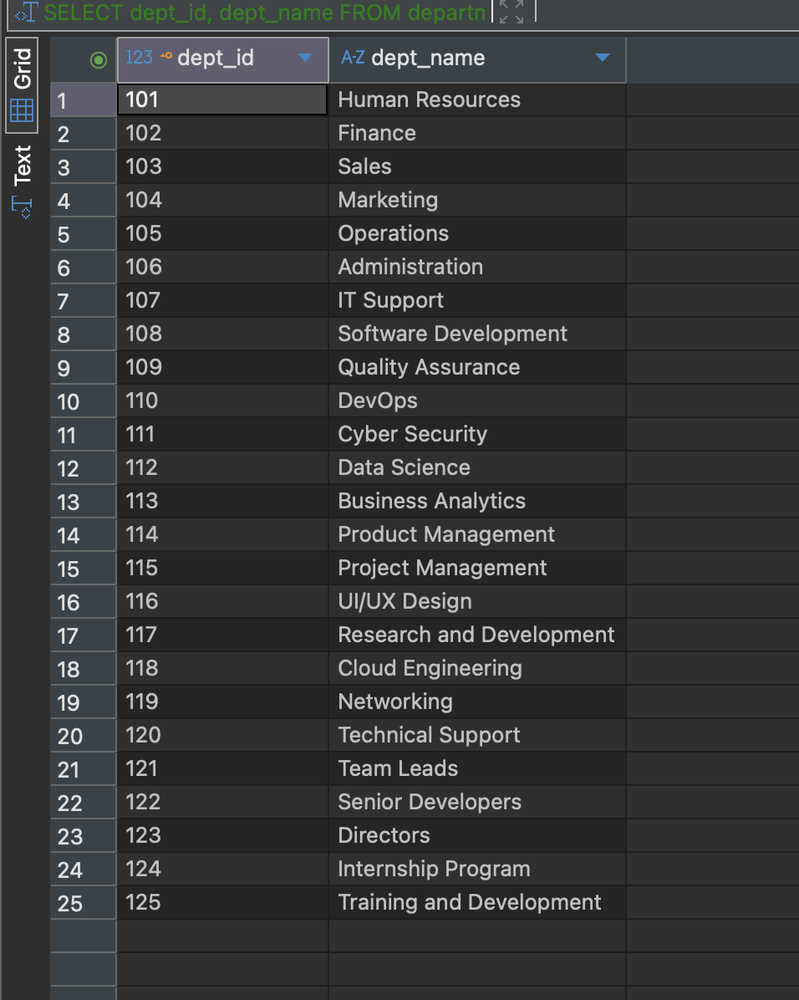 SELECT dept_id, dept_name FROM departn
Grid
Text
123 dept_id A-Z dept_name
1 101 Human Resources
2 102 Finance
3 103 Sales
4 104 Marketing
5 105 Operations
6 106 Administration
7 107 IT Support
8 108 Software Development
9 109 Quality Assurance
10 110 DevOps
11 111 Cyber Security
12 112 Data Science
13 113 Business Analytics
14 114 Product Management
15 115 Project Management
16 116 UI/UX Design
17 117 Research and Development
18 118 Cloud Engineering
19 119 Networking
20 120 Technical Support
21 121 Team Leads
22 122 Senior Developers
23 123 Directors
24 124 Internship Program
25 125 Training and Development